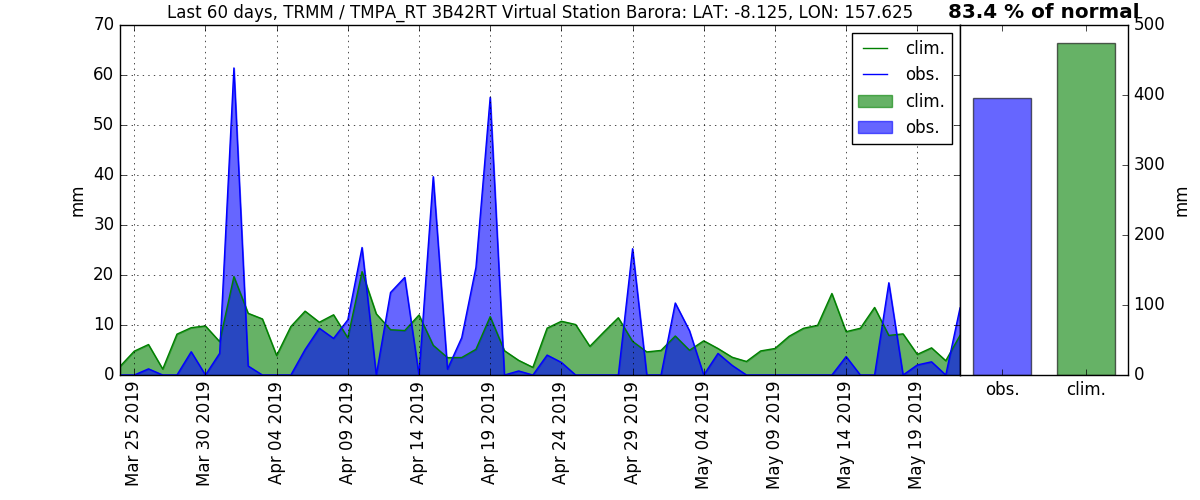 Last 60 days, TRMM / TMPA_RT 3B42RT Virtual Station Barora: LAT: -8.125, LON: 157.625
83.4 % of normal
70
60
50
40
30
20
10
0
mm
clim.
obs.
clim.
obs.
500
400
300
200
100
0
mm
Mar 25 2019
Mar 30 2019
Apr 04 2019
Apr 09 2019
Apr 14 2019
Apr 19 2019
Apr 24 2019
Apr 29 2019
May 04 2019
May 09 2019
May 14 2019
May 19 2019
obs.
clim.